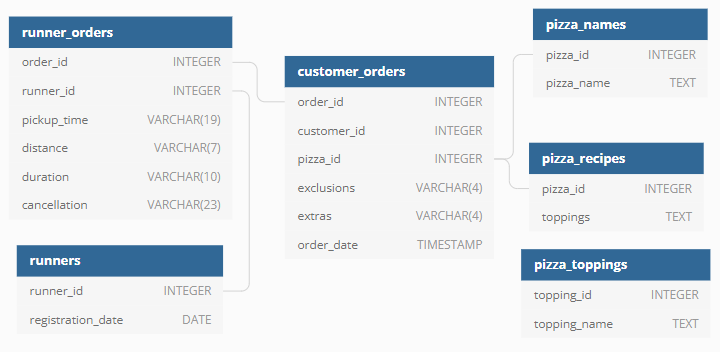 runner_orders
order_id INTEGER
runner_id INTEGER
pickup_time VARCHAR(19)
distance VARCHAR(7)
duration VARCHAR(10)
cancellation VARCHAR(23)
runners
runner_id INTEGER
registration_date DATE
customer_orders
order_id INTEGER
customer_id INTEGER
pizza_id INTEGER
exclusions VARCHAR(4)
extras VARCHAR(4)
order_date TIMESTAMP
pizza_names
pizza_id INTEGER
pizza_name TEXT
pizza_recipes
pizza_id INTEGER
toppings TEXT
pizza_toppings
topping_id INTEGER
topping_name TEXT